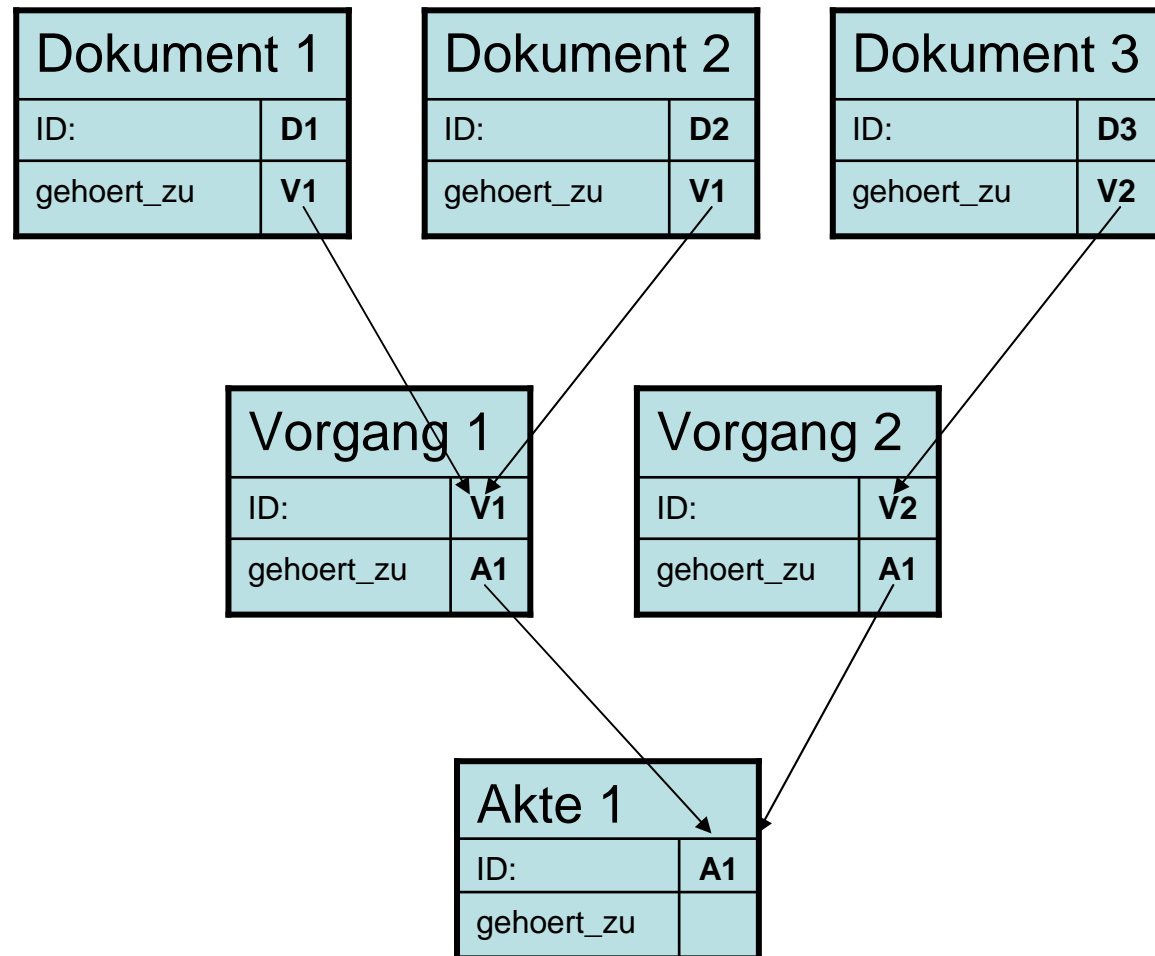 Dokument 1
ID: D1
gehoert_zu V1
Dokument 2
ID: D2
gehoert_zu V1
Dokument 3
ID: D3
gehoert_zu V2
Vorgang 1
ID: V1
gehoert_zu A1
Vorgang 2
ID: V2
gehoert_zu A1
Akte 1
ID: A1
gehoert_zu